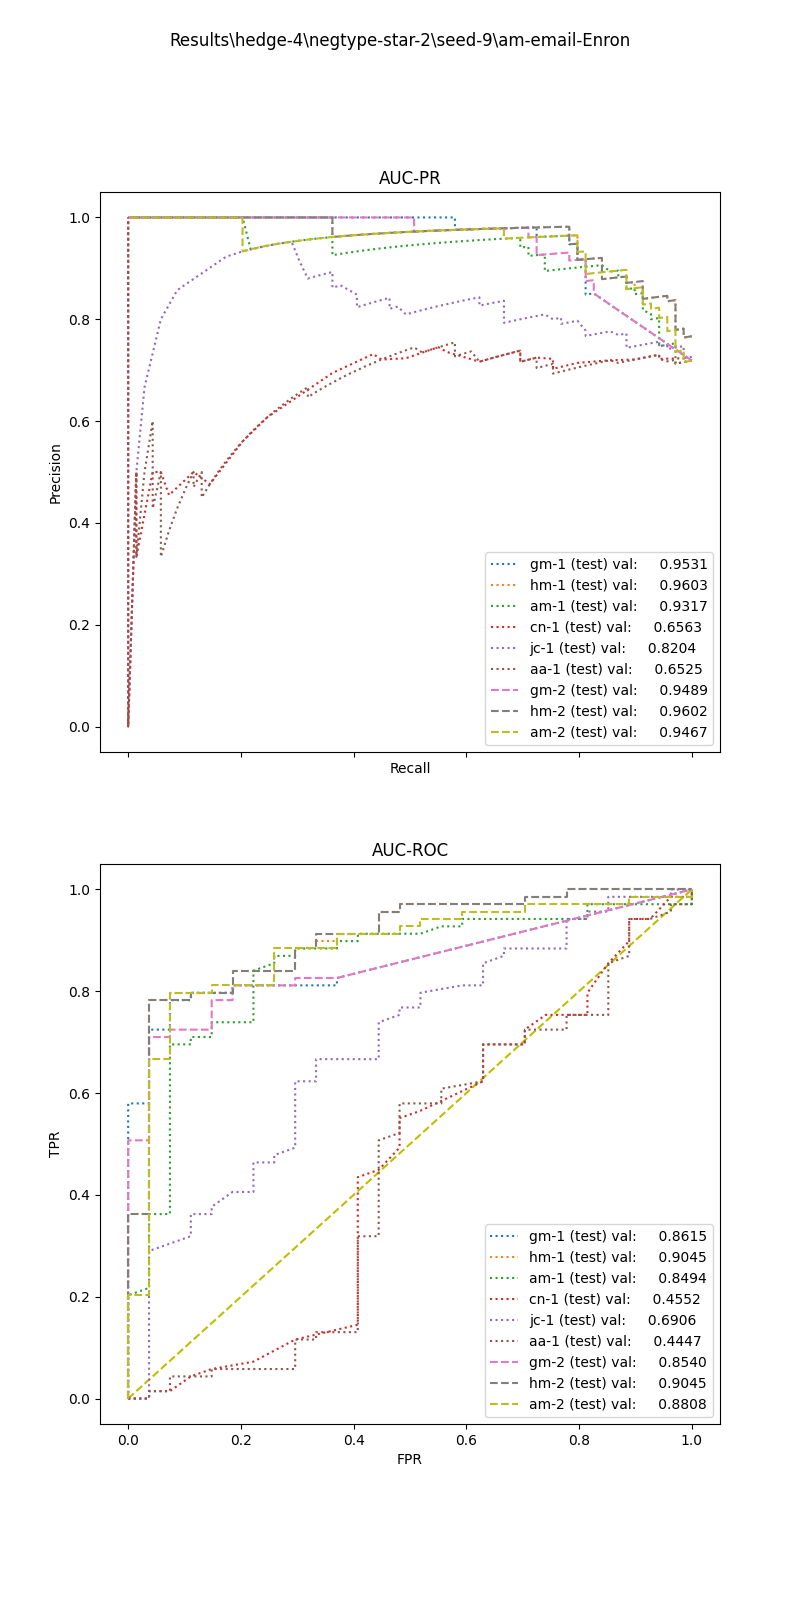 Results\hedge-4\negtype-star-2\seed-9\am-email-Enron
AUC-PR
1.0
0.8
0.6
0.4
0.2
0.0
Precision
gm-1 (test) val: 0.9531
hm-1 (test) val: 0.9603
am-1 (test) val: 0.9317
cn-1 (test) val: 0.6563
jc-1 (test) val: 0.8204
aa-1 (test) val: 0.6525
gm-2 (test) val: 0.9489
hm-2 (test) val: 0.9602
am-2 (test) val: 0.9467
Recall
AUC-ROC
1.0
0.8
0.6
0.4
0.2
0.0
TPR
gm-1 (test) val: 0.8615
hm-1 (test) val: 0.9045
am-1 (test) val: 0.8494
cn-1 (test) val: 0.4552
jc-1 (test) val: 0.6906
aa-1 (test) val: 0.4447
gm-2 (test) val: 0.8540
hm-2 (test) val: 0.9045
am-2 (test) val: 0.8808
0.0 0.2 0.4 0.6 0.8 1.0
FPR